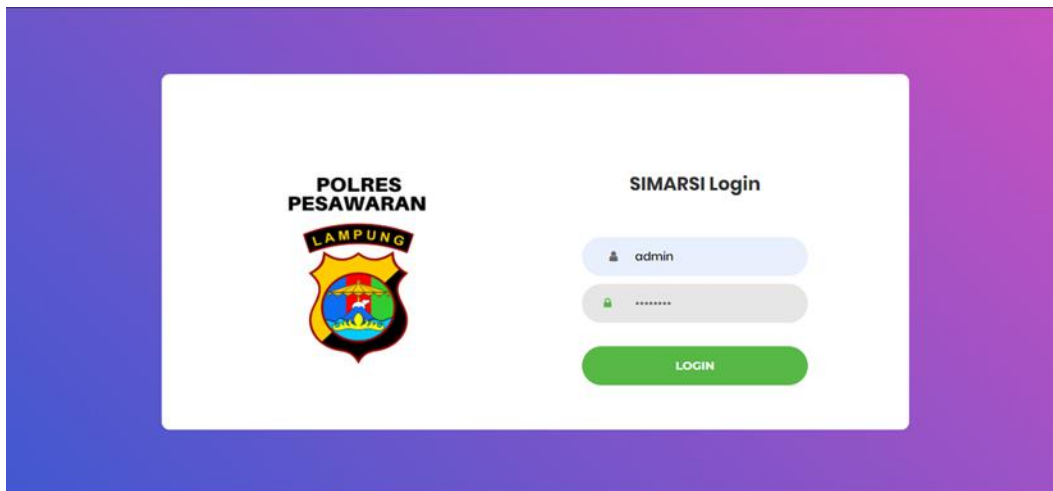 POLRES
PESAWARAN
LAMPUNG
SIMARSI Login
admin
••••••••
LOGIN